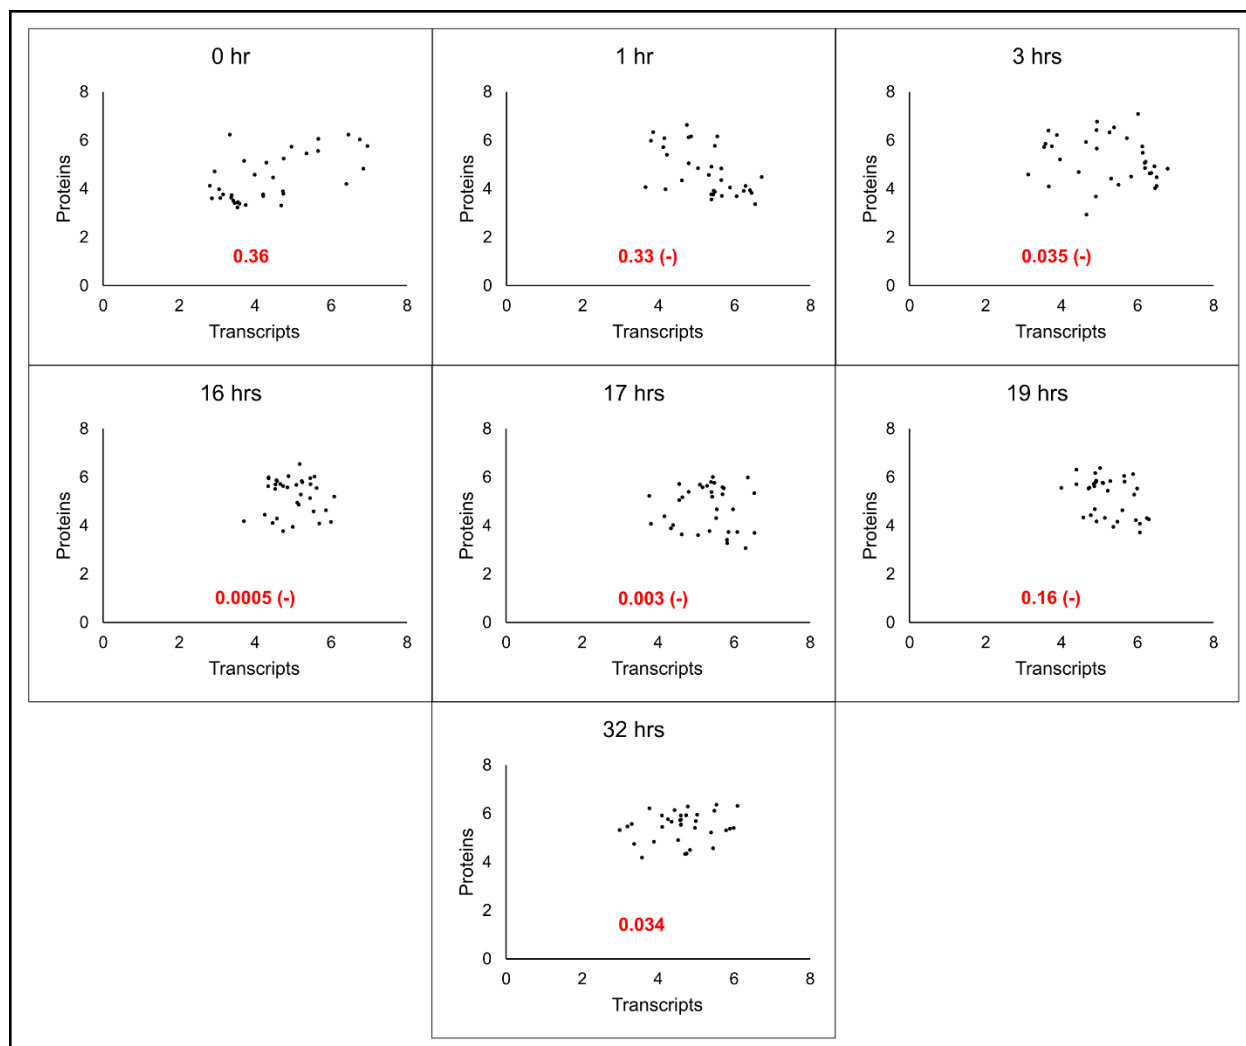 0 hr
8
6
4
2
0
Proteins
0.36
0 2 4 6 8
Transcripts
1 hr
8
6
4
2
0
Proteins
0.33 (-)
0 2 4 6 8
Transcripts
3 hrs
8
6
4
2
0
Proteins
0.035 (-)
0 2 4 6 8
Transcripts
16 hrs
8
6
4
2
0
Proteins
0.0005 (-)
0 2 4 6 8
Transcripts
17 hrs
8
6
4
2
0
Proteins
0.003 (-)
0 2 4 6 8
Transcripts
19 hrs
8
6
4
2
0
Proteins
0.16 (-)
0 2 4 6 8
Transcripts
32 hrs
8
6
4
2
0
Proteins
0.034
0 2 4 6 8
Transcripts